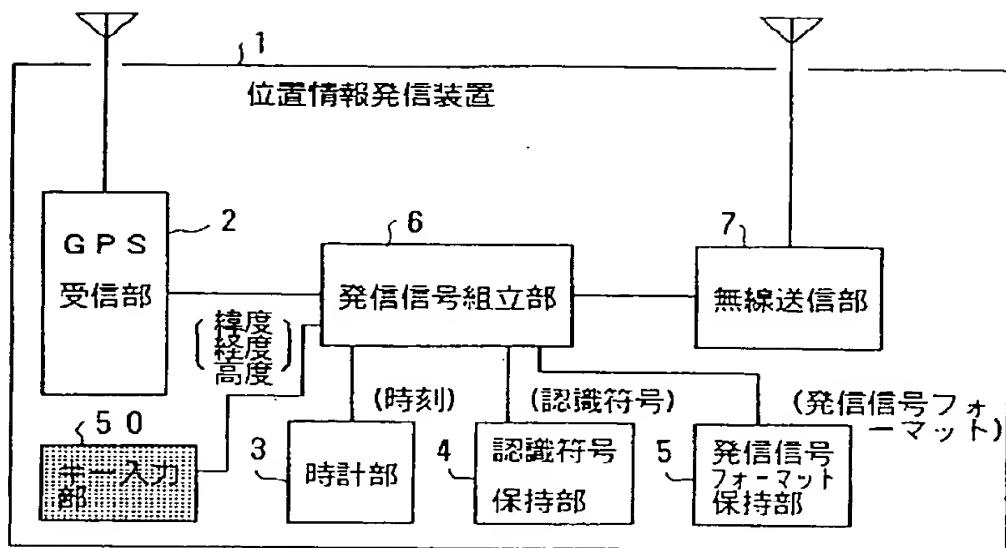 1
位置情報発信装置
2
GPS
受信部
6
発信信号組立部
7
無線送信部
緯度
経度
高度
(時刻)
(認識符号)
(発信信号フォ
ーマット)
50
キー入力
部
3
時計部
4
認識符号
保持部
5
発信信号
フォーマット
保持部